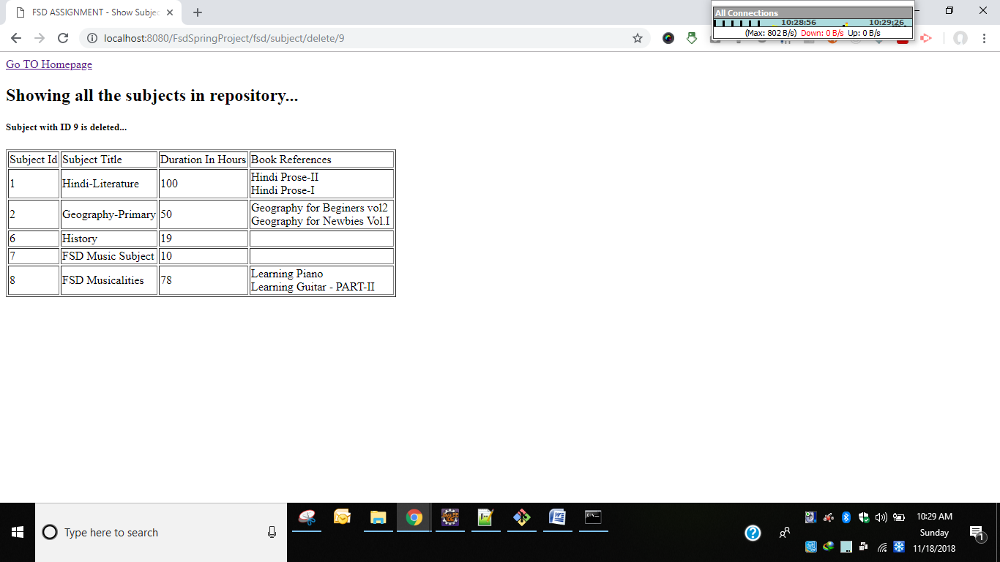 FSD ASSIGNMENT - Show Subjec
All Connections
10:28:56 10:29:26
(Max: 802 B/s) Down: 0 B/s Up: 0 B/s
localhost:8080/FsdSpringProject/fsd/subject/delete/9
Go TO Homepage
Showing all the subjects in repository...
Subject with ID 9 is deleted...
Subject Id Subject Title Duration In Hours Book References
1 Hindi-Literature 100 Hindi Prose-II
Hindi Prose-I
2 Geography-Primary 50 Geography for Beginers vol2
Geography for Newbies Vol.I
6 History 19
7 FSD Music Subject 10
8 FSD Musicalities 78 Learning Piano
Learning Guitar - PART-II
Type here to search
10:29 AM
Sunday
11/18/2018
1